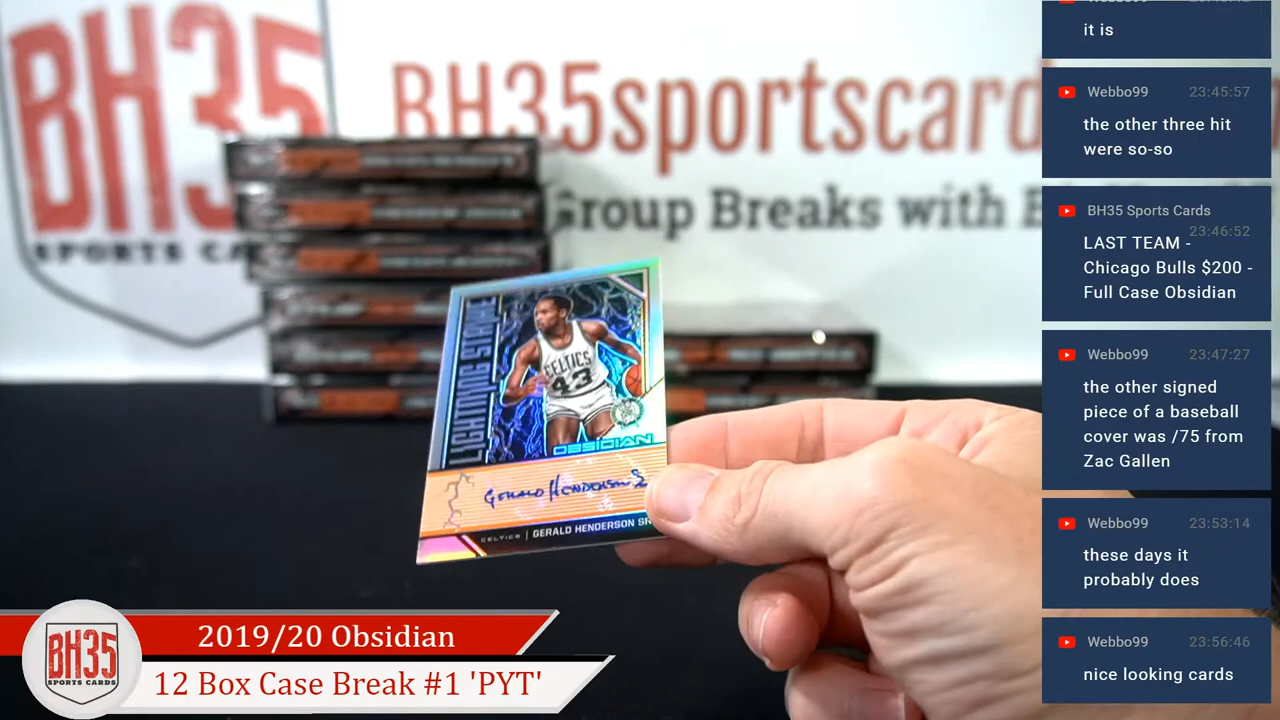 BH35
SPORTS CA
BH35sportscard
Group Breaks with B
LIGHTNING STRIKE
CELTICS
43
OBSIDIAN
Gerald Henderson Sr
CELTICS | GERALD HENDERSON SR
BH35
SPORTS CARDS
2019/20 Obsidian
12 Box Case Break #1 'PYT'
it is
Webbo99 23:45:57
the other three hit
were so-so
BH35 Sports Cards
23:46:52
LAST TEAM -
Chicago Bulls $200 -
Full Case Obsidian
Webbo99 23:47:27
the other signed
piece of a baseball
cover was /75 from
Zac Gallen
Webbo99 23:53:14
these days it
probably does
Webbo99 23:56:46
nice looking cards